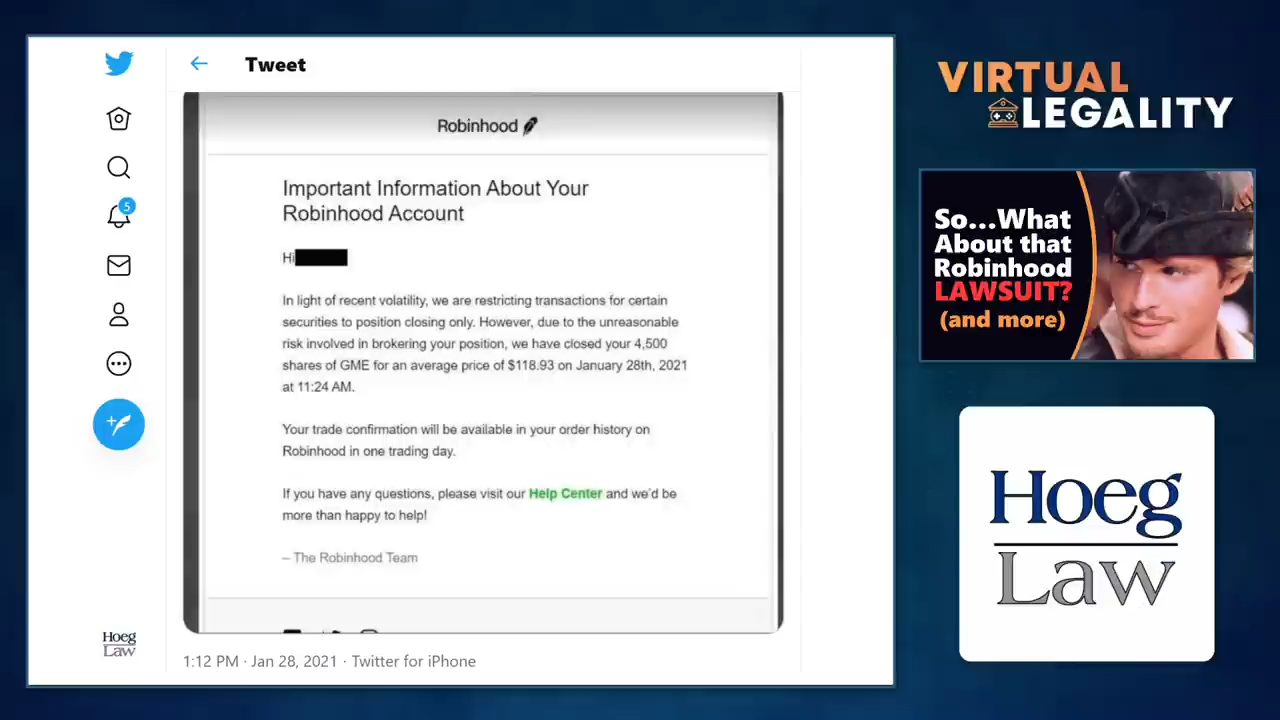 Tweet
5
Robinhood
Important Information About Your
Robinhood Account
Hi
In light of recent volatility, we are restricting transactions for certain
securities to position closing only. However, due to the unreasonable
risk involved in brokering your position, we have closed your 4,500
shares of GME for an average price of $118.93 on January 28th, 2021
at 11:24 AM.
Your trade confirmation will be available in your order history on
Robinhood in one trading day.
If you have any questions, please visit our Help Center and we'd be
more than happy to help!
– The Robinhood Team
1:12 PM · Jan 28, 2021 · Twitter for iPhone
Hoeg
Law
VIRTUAL
LEGALITY
So...What
About that
Robinhood
LAWSUIT?
(and more)
Hoeg
Law